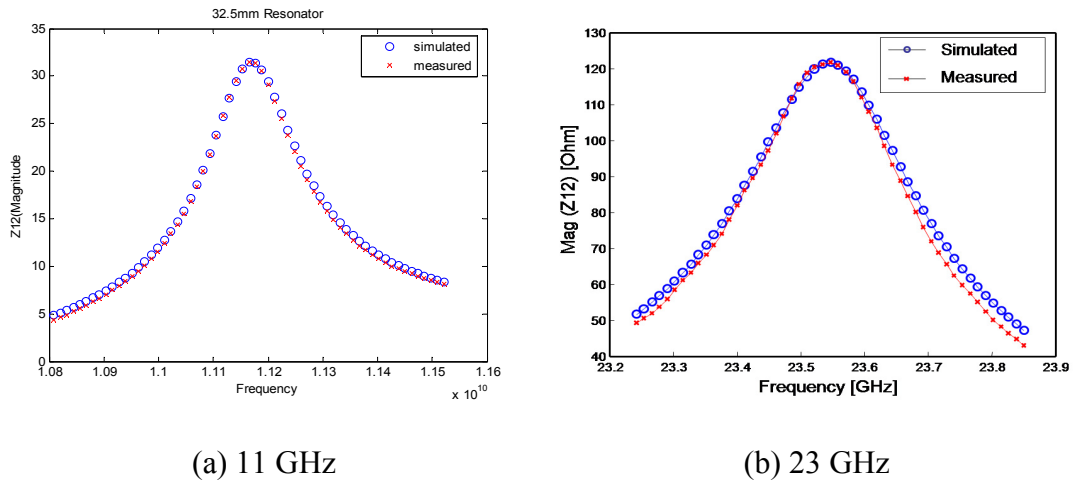 32.5mm Resonator
35
30
25
20
15
10
5
0
Z12(Magnitude
simulated
measured
1.08 1.09 1.1 1.11 1.12 1.13 1.14 1.15 1.16
Frequency
x 10^10
(a) 11 GHz
130
120
110
100
90
80
70
60
50
40
Mag (Z12) [Ohm]
Simulated
Measured
23.2 23.3 23.4 23.5 23.6 23.7 23.8 23.9
Frequency [GHz]
(b) 23 GHz